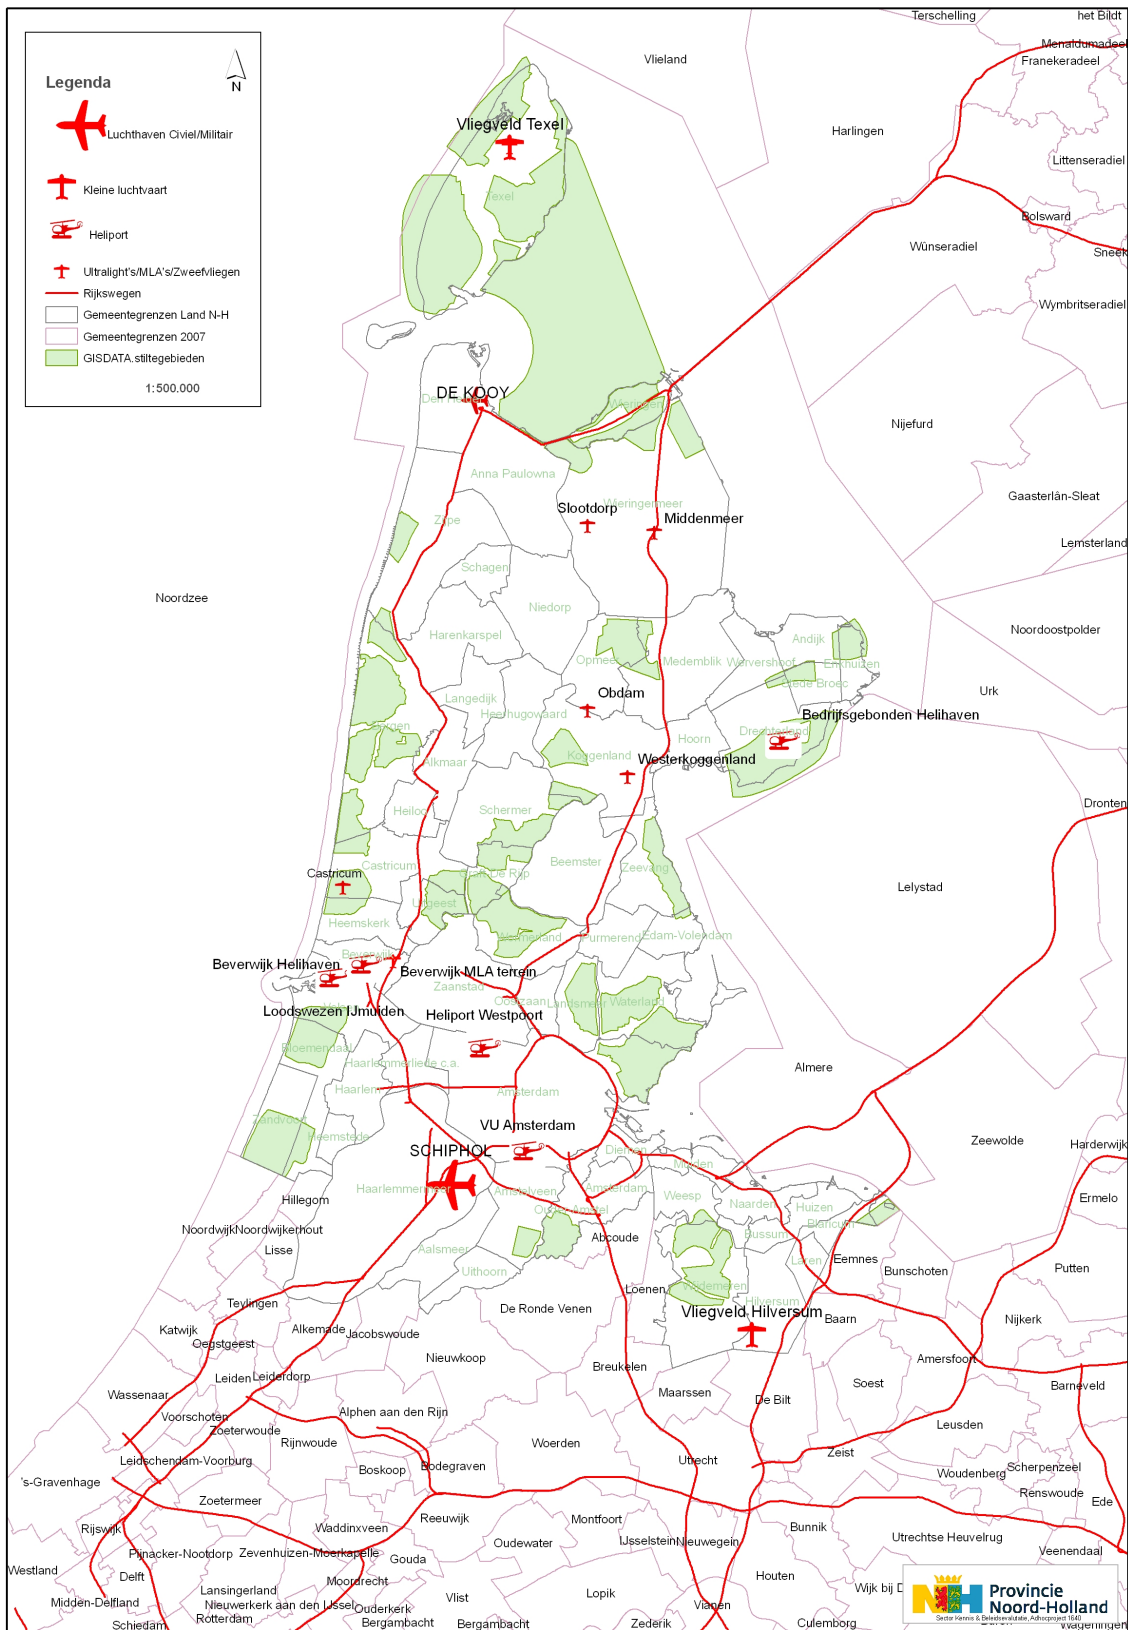 Terschelling
het Bildt
Menaldumadeel
Franekeradeel
Vlieland
Harlingen
Littenseradiel
Bolsward
Wûnseradiel
Sneek
Wymbritseradiel
Legenda
N
Luchthaven Civiel/Militair
Kleine luchtvaart
Heliport
Ultralight's/MLA's/Zweefvliegen
Rijkswegen
Gemeentegrenzen Land N-H
Gemeentegrenzen 2007
GISDATA.stiltegebieden
1:500.000
Vliegveld Texel
Texel
DE KOOY
Den Helder
Wieringen
Nijefurd
Anna Paulowna
Gaasterlân-Sleat
Wieringermeer
Slootdorp
Middenmeer
Zijpe
Lemsterland
Schagen
Noordzee
Niedorp
Noordoostpolder
Harenkarspel
Andijk
Opmeer
Medemblik
Wervershoof
Enkhuizen
Stede Broec
Urk
Langedijk
Obdam
Heerhugowaard
Bedrijfsgebonden Helihaven
Bergen
Drechterland
Hoorn
Koggenland
Westerkoggenland
Alkmaar
Dronten
Heiloo
Schermer
Castricum
Castricum
Beemster
Zeevang
Graft-De Rijp
Lelystad
Uitgeest
Heemskerk
Wormerland
Purmerend
Edam-Volendam
Beverwijk
Beverwijk Helihaven
Beverwijk MLA terrein
Zaanstad
Oostzaan
Landsmeer
Waterland
Velsen
Loodswezen IJmuiden
Heliport Westpoort
Bloemendaal
Haarlemmerliede c.a.
Almere
Haarlem
Amsterdam
Zandvoort
Heemstede
VU Amsterdam
Zeewolde
Harderwijk
SCHIPHOL
Diemen
Muiden
Haarlemmermeer
Amstelveen
Amsterdam
Weesp
Ermelo
Hillegom
Naarden
Huizen
Ouder-Amstel
Blaricum
NoordwijkNoordwijkerhout
Abcoude
Bussum
Lisse
Aalsmeer
Laren
Eemnes
Uithoorn
Bunschoten
Putten
Loenen
Wijdemeren
Hilversum
Teylingen
De Ronde Venen
Vliegveld Hilversum
Baarn
Nijkerk
Katwijk
Alkemade
Jacobswoude
Oegstgeest
Nieuwkoop
Breukelen
Amersfoort
Leiden
Leiderdorp
Soest
Barneveld
Wassenaar
Maarssen
De Bilt
Voorschoten
Alphen aan den Rijn
Leusden
Zoeterwoude
Rijnwoude
Woerden
Zeist
Leidschendam-Voorburg
Utrecht
Boskoop
Bodegraven
Scherpenzeel
Woudenberg
's-Gravenhage
Renswoude
Ede
Zoetermeer
Reeuwijk
Montfoort
Rijswijk
Waddinxveen
Bunnik
Utrechtse Heuvelrug
Oudewater
IJsselstein
Nieuwegein
Veenendaal
Pijnacker-Nootdorp
Zevenhuizen-Moerkapelle
Gouda
Westland
Delft
Moordrecht
Houten
Lansingerland
Vlist
Lopik
Wijk bij D
Midden-Delfland
Nieuwerkerk aan den IJssel
Ouderkerk
Vianen
Rotterdam
Schiedam
Bergambacht
Bergambacht
Zederik
Culemborg
Wageningen
NH
Provincie
Noord-Holland
Sector Kennis & Beleidsevalutatie, Adhocproject 1640